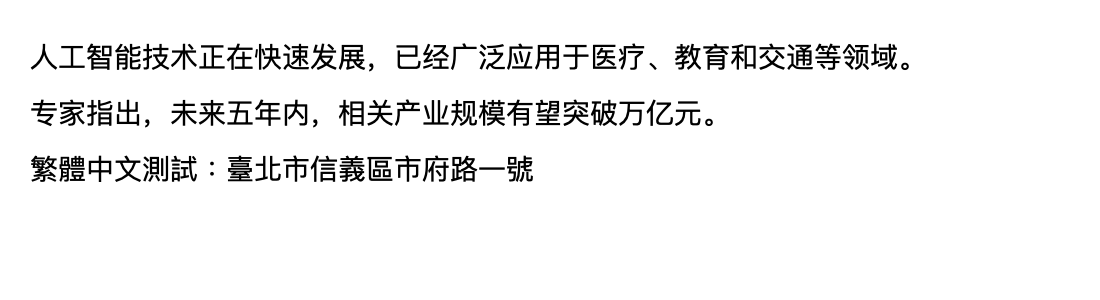 人工智能技术正在快速发展，已经广泛应用于医疗、教育和交通等领域。
专家指出，未来五年内，相关产业规模有望突破万亿元。
繁體中文測試：臺北市信義區市府路一號